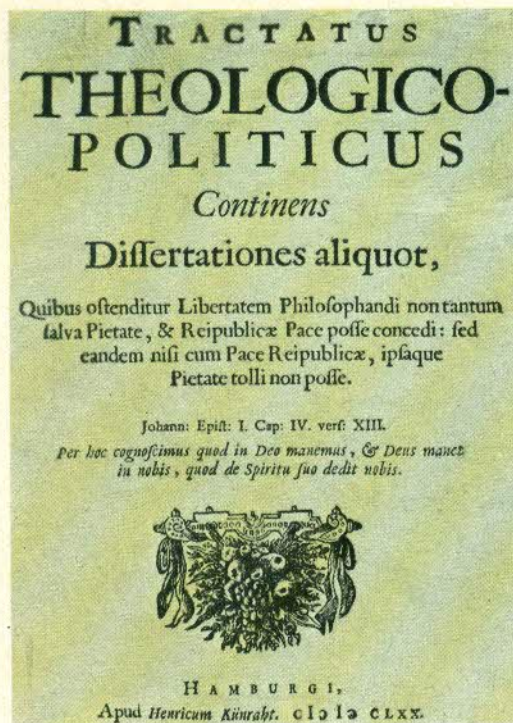 TRACTATUS
THEOLOGICO-
POLITICUS
Continens
Dissertationes aliquot,
Quibus ostenditur Libertatem Philosophandi non tantum
salva Pietate, & Reipublicæ Pace posse concedi: sed
eandem nisi cum Pace Reipublicæ, ipsaque
Pietate tolli non posse.
Johann: Epist: I. Cap: IV. vers: XIII.
Per hoc cognoscimus quod in Deo manemus, & Deus manet
in nobis, quod de Spiritu suo dedit nobis.
HAMBURGI,
Apud Henricum Künraht. cIɔ Iɔ CLXX.